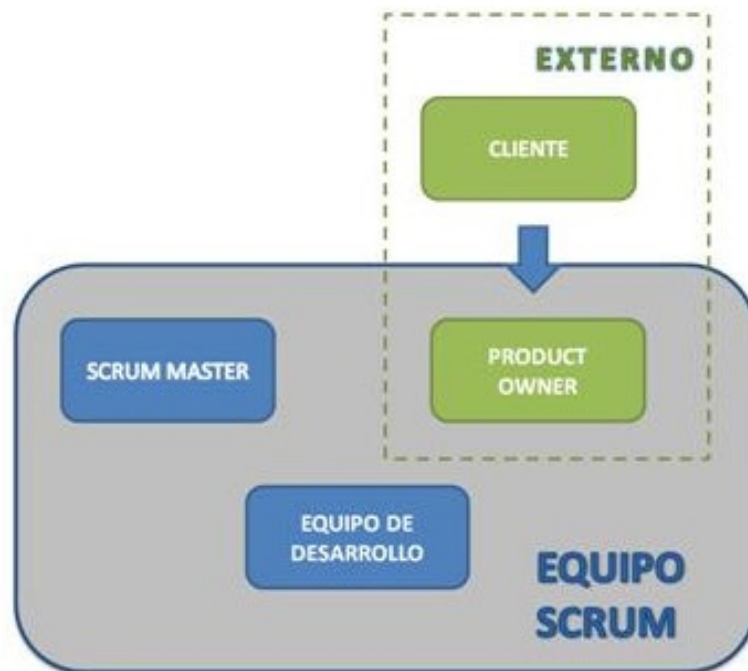 EXTERNO
CLIENTE
SCRUM MASTER
PRODUCT
OWNER
EQUIPO DE
DESARROLLO
EQUIPO
SCRUM